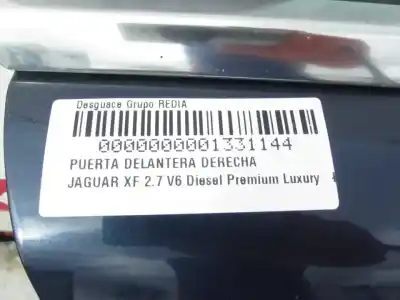 Desguace Grupo REDIA
0000000001331144
PUERTA DELANTERA DERECHA
JAGUAR XF 2.7 V6 Diesel Premium Luxury